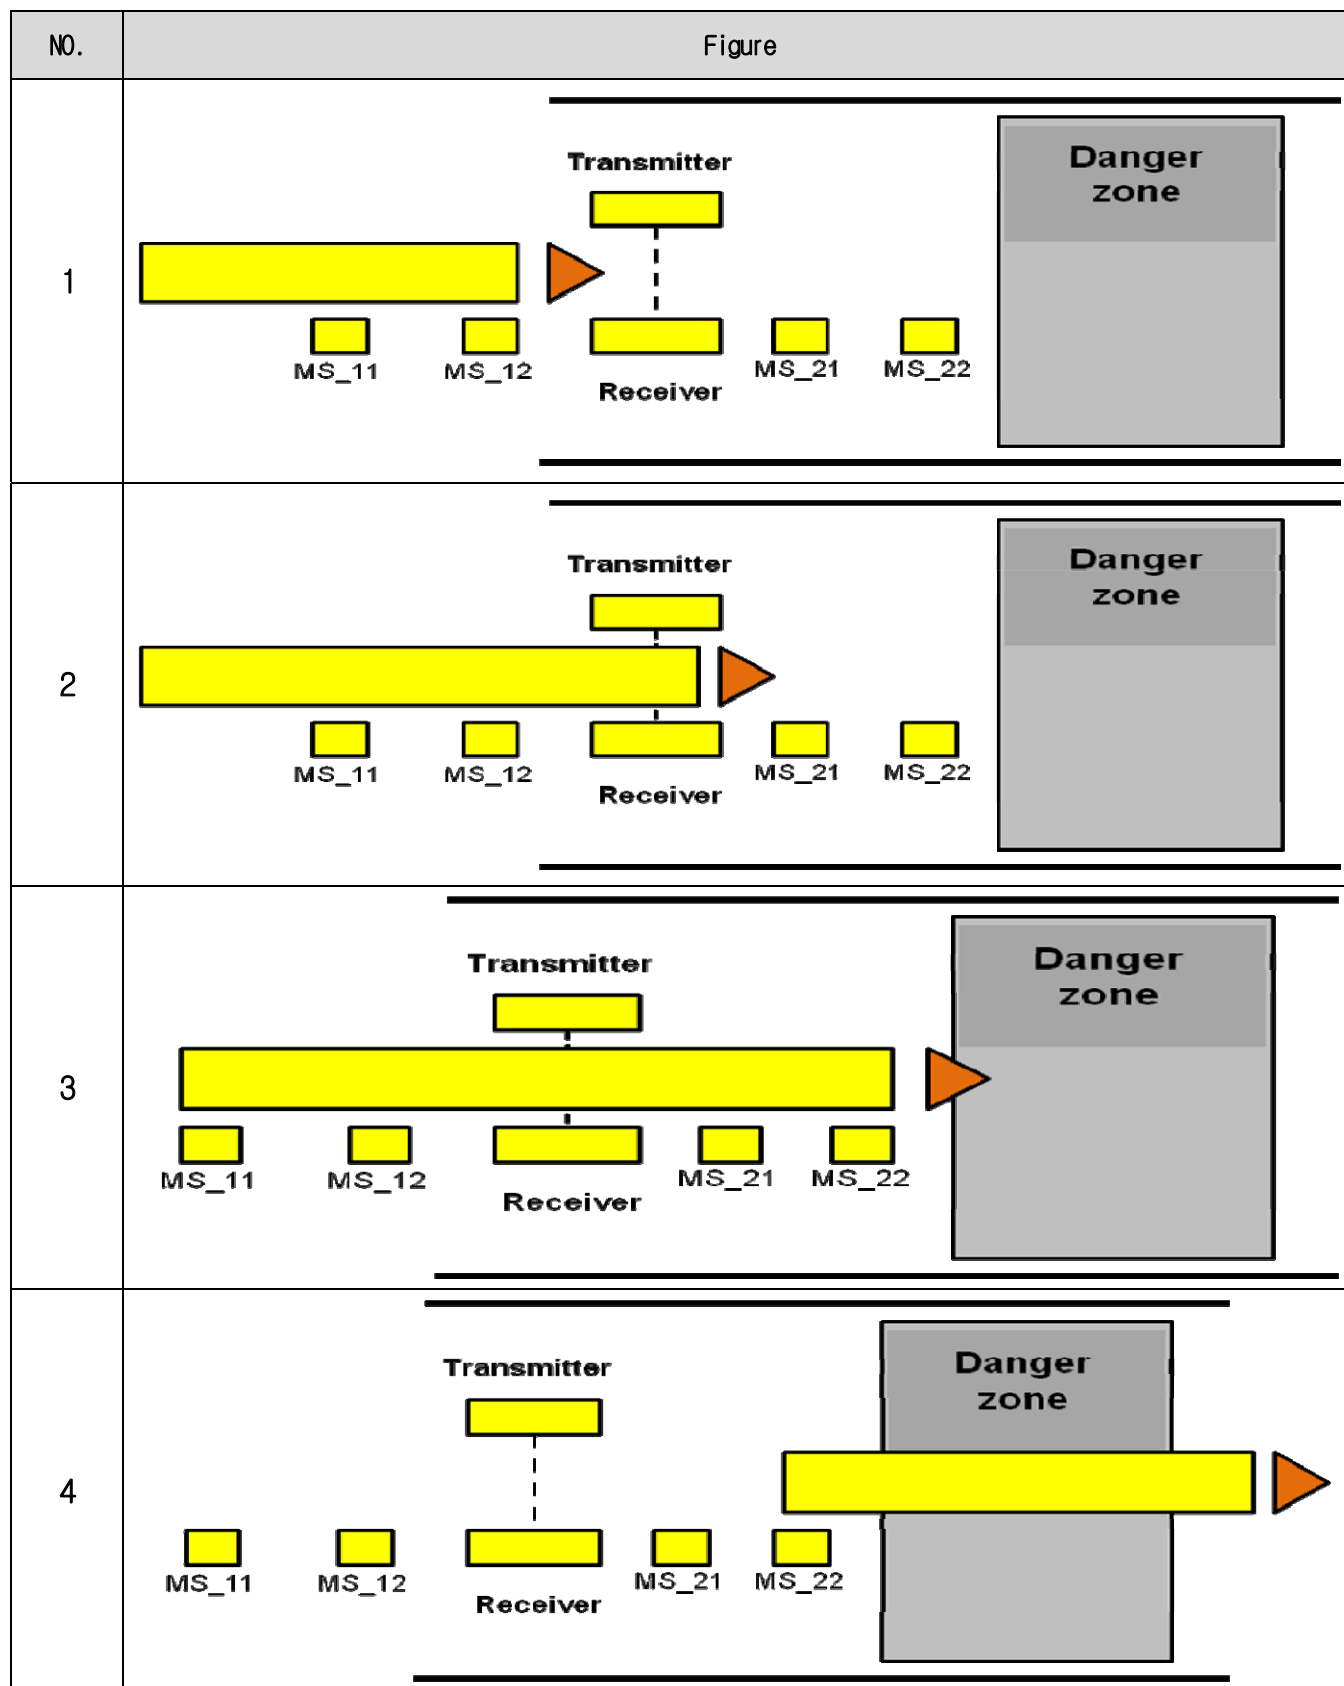 NO. Figure
1
Transmitter
Danger
zone
MS_11 MS_12 MS_21 MS_22
Receiver
2
Transmitter
Danger
zone
MS_11 MS_12 MS_21 MS_22
Receiver
3
Transmitter
Danger
zone
MS_11 MS_12 MS_21 MS_22
Receiver
4
Transmitter
Danger
zone
MS_11 MS_12 MS_21 MS_22
Receiver